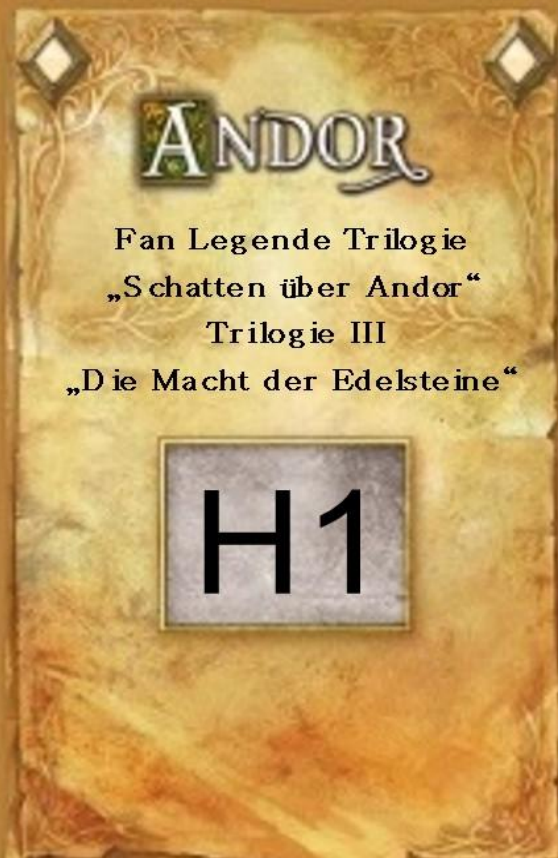 ANDOR
Fan Legende Trilogie
„Schatten über Andor“
Trilogie III
„Die Macht der Edelsteine“
H1